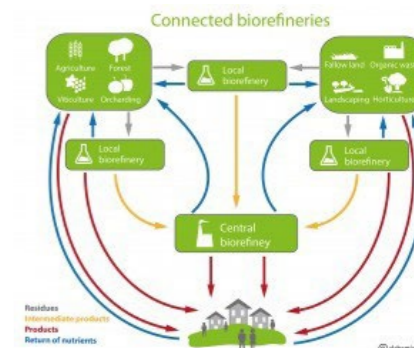 Connected biorefineries
Agriculture
Forest
Viticulture
Orcharding
Local
biorefinery
Fallow land
Organic waste
Landscaping
Horticulture
Local
biorefinery
Local
biorefinery
Central
biorefiney
Residues
Intermediate products
Products
Return of nutrients